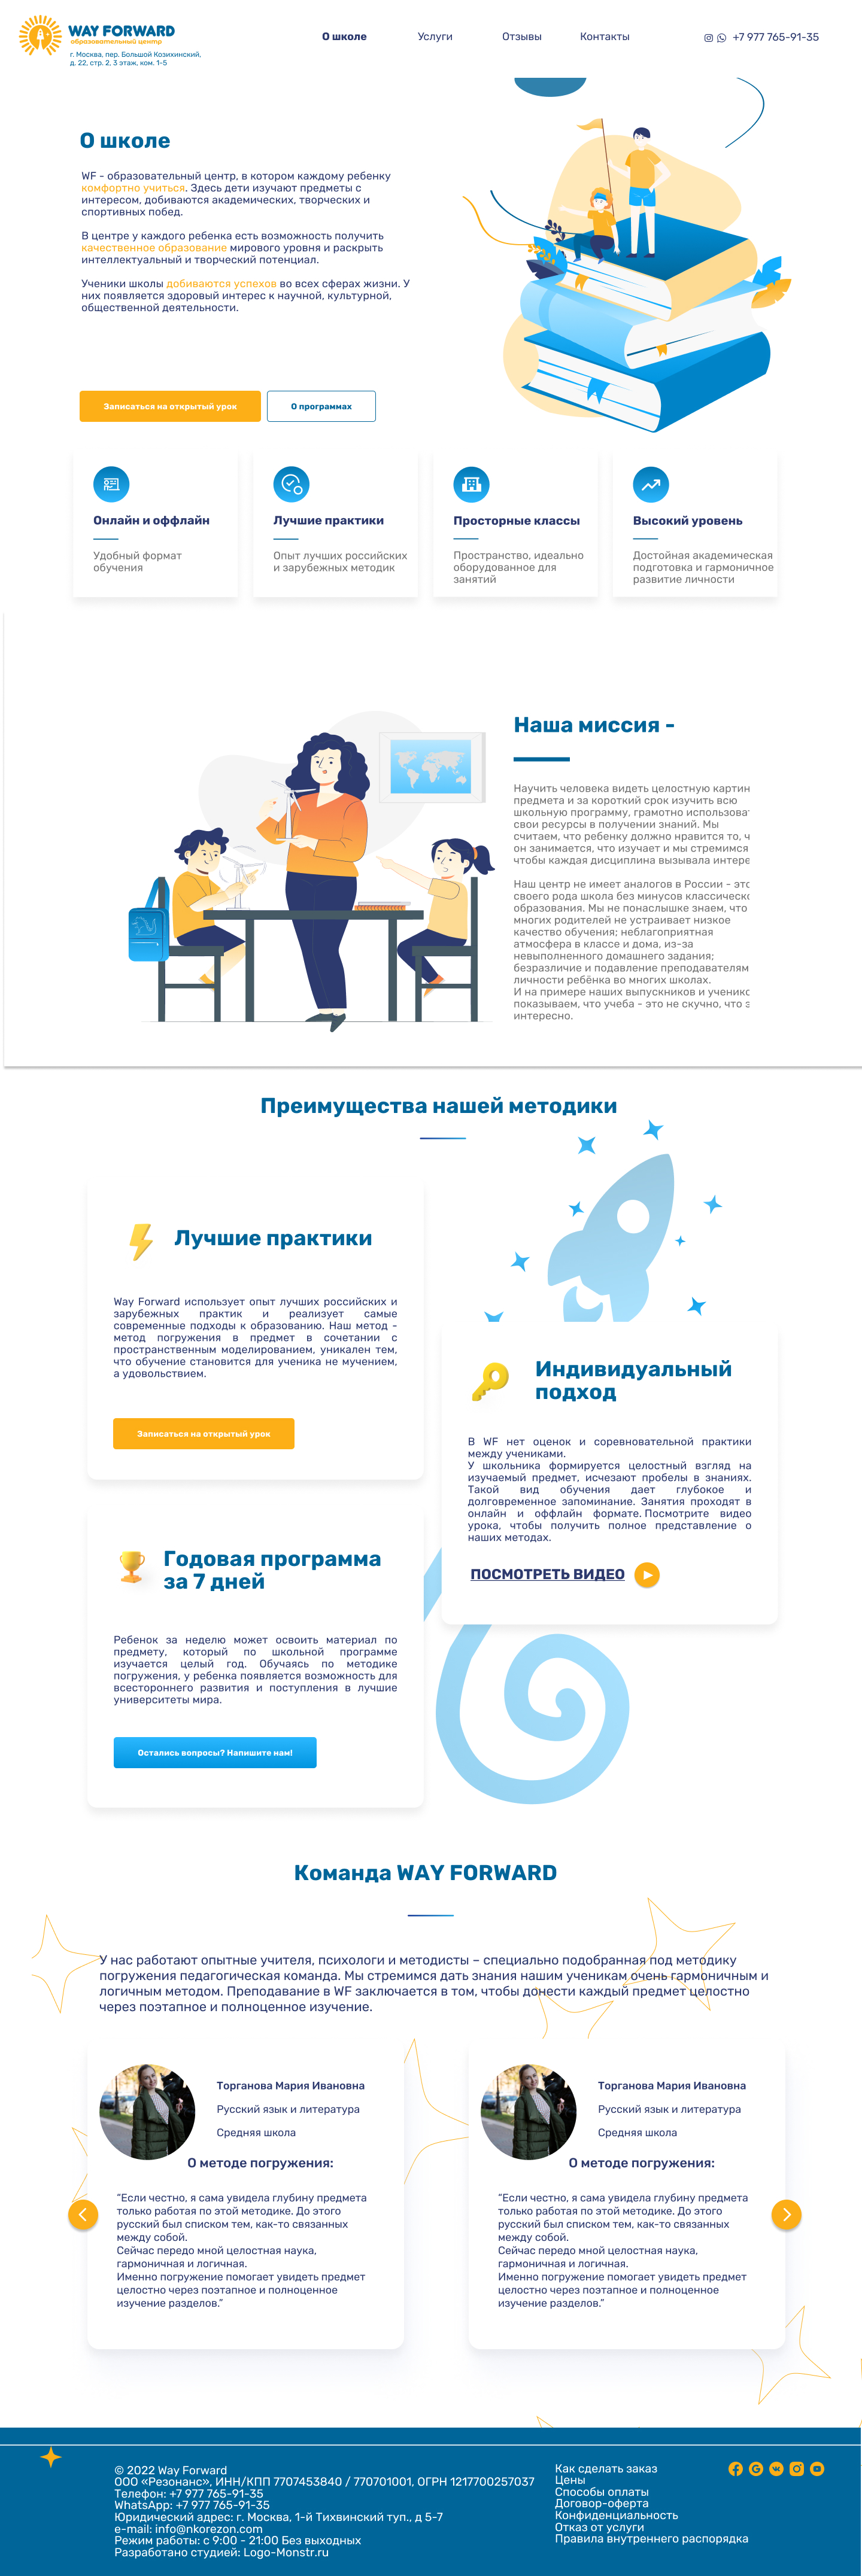 WAY FORWARD
образовательный центр
г. Москва, пер. Большой Козихинский,
д. 22, стр. 2, 3 этаж, ком. 1-5
О школе
Услуги
Отзывы
Контакты
+7 977 765-91-35
О школе
WF - образовательный центр, в котором каждому ребенку
комфортно учиться. Здесь дети изучают предметы с
интересом, добиваются академических, творческих и
спортивных побед.
В центре у каждого ребенка есть возможность получить
качественное образование мирового уровня и раскрыть
интеллектуальный и творческий потенциал.
Ученики школы добиваются успехов во всех сферах жизни. У
них появляется здоровый интерес к научной, культурной,
общественной деятельности.
Записаться на открытый урок
О программах
Онлайн и оффлайн
Удобный формат
обучения
Лучшие практики
Опыт лучших российских
и зарубежных методик
Просторные классы
Пространство, идеально
оборудованное для
занятий
Высокий уровень
Достойная академическая
подготовка и гармоничное
развитие личности
Наша миссия -
Научить человека видеть целостную картин
предмета и за короткий срок изучить всю
школьную программу, грамотно использоват
свои ресурсы в получении знаний. Мы
считаем, что ребенку должно нравится то, ч
он занимается, что изучает и мы стремимся
чтобы каждая дисциплина вызывала интере
Наш центр не имеет аналогов в России - это
своего рода школа без минусов классическо
образования. Мы не понаслышке знаем, что
многих родителей не устраивает низкое
качество обучения; неблагоприятная
атмосфера в классе и дома, из-за
невыполненного домашнего задания;
безразличие и подавление преподавателям
личности ребёнка во многих школах.
И на примере наших выпускников и ученико
показываем, что учеба - это не скучно, что э
интересно.
Преимущества нашей методики
Лучшие практики
Way Forward использует опыт лучших российских и
зарубежных практик и реализует самые
современные подходы к образованию. Наш метод -
метод погружения в предмет в сочетании с
пространственным моделированием, уникален тем,
что обучение становится для ученика не мучением,
а удовольствием.
Записаться на открытый урок
Индивидуальный
подход
В WF нет оценок и соревновательной практики
между учениками.
У школьника формируется целостный взгляд на
изучаемый предмет, исчезают пробелы в знаниях.
Такой вид обучения дает глубокое и
долговременное запоминание. Занятия проходят в
онлайн и оффлайн формате. Посмотрите видео
урока, чтобы получить полное представление о
наших методах.
ПОСМОТРЕТЬ ВИДЕО
Годовая программа
за 7 дней
Ребенок за неделю может освоить материал по
предмету, который по школьной программе
изучается целый год. Обучаясь по методике
погружения, у ребенка появляется возможность для
всестороннего развития и поступления в лучшие
университеты мира.
Остались вопросы? Напишите нам!
Команда WAY FORWARD
У нас работают опытные учителя, психологи и методисты – специально подобранная под методику
погружения педагогическая команда. Мы стремимся дать знания нашим ученикам очень гармоничным и
логичным методом. Преподавание в WF заключается в том, чтобы донести каждый предмет целостно
через поэтапное и полноценное изучение.
Торганова Мария Ивановна
Русский язык и литература
Средняя школа
О методе погружения:
“Если честно, я сама увидела глубину предмета
только работая по этой методике. До этого
русский был списком тем, как-то связанных
между собой.
Сейчас передо мной целостная наука,
гармоничная и логичная.
Именно погружение помогает увидеть предмет
целостно через поэтапное и полноценное
изучение разделов.”
Торганова Мария Ивановна
Русский язык и литература
Средняя школа
О методе погружения:
“Если честно, я сама увидела глубину предмета
только работая по этой методике. До этого
русский был списком тем, как-то связанных
между собой.
Сейчас передо мной целостная наука,
гармоничная и логичная.
Именно погружение помогает увидеть предмет
целостно через поэтапное и полноценное
изучение разделов.”
© 2022 Way Forward
ООО «Резонанс», ИНН/КПП 7707453840 / 770701001, ОГРН 1217700257037
Телефон: +7 977 765-91-35
WhatsApp: +7 977 765-91-35
Юридический адрес: г. Москва, 1-й Тихвинский туп., д 5-7
e-mail: info@nkorezon.com
Режим работы: с 9:00 - 21:00 Без выходных
Разработано студией: Logo-Monstr.ru
Как сделать заказ
Цены
Способы оплаты
Договор-оферта
Конфиденциальность
Отказ от услуги
Правила внутреннего распорядка